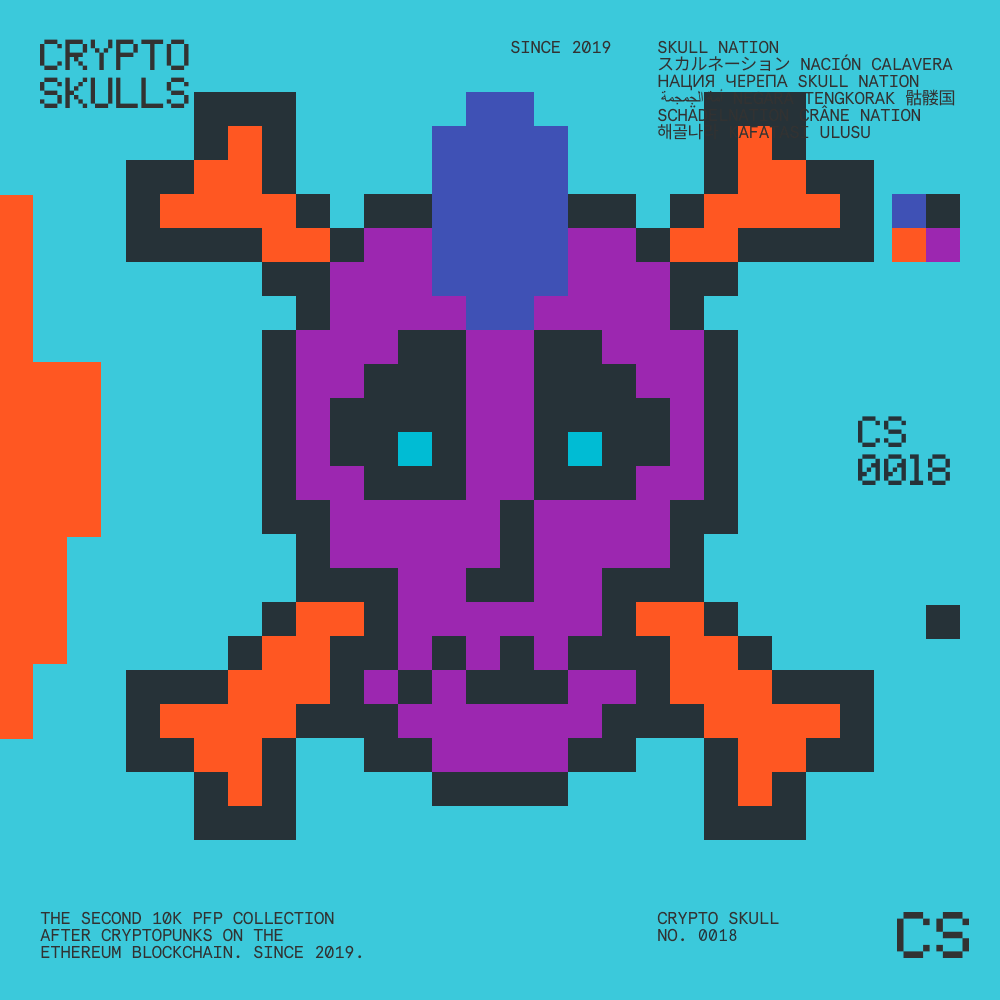 CRYPTO
SKULLS
SINCE 2019
SKULL NATION
スカルネーション NACIÓN CALAVERA
НАЦИЯ ЧЕРЕПА SKULL NATION
الجمجمة TENGKORAK 骷髅国
CRÂNE NATION
해골 ULUSU
CS
0018
THE SECOND 10K PFP COLLECTION
AFTER CRYPTOPUNKS ON THE
ETHEREUM BLOCKCHAIN. SINCE 2019.
CRYPTO SKULL
NO. 0018
CS